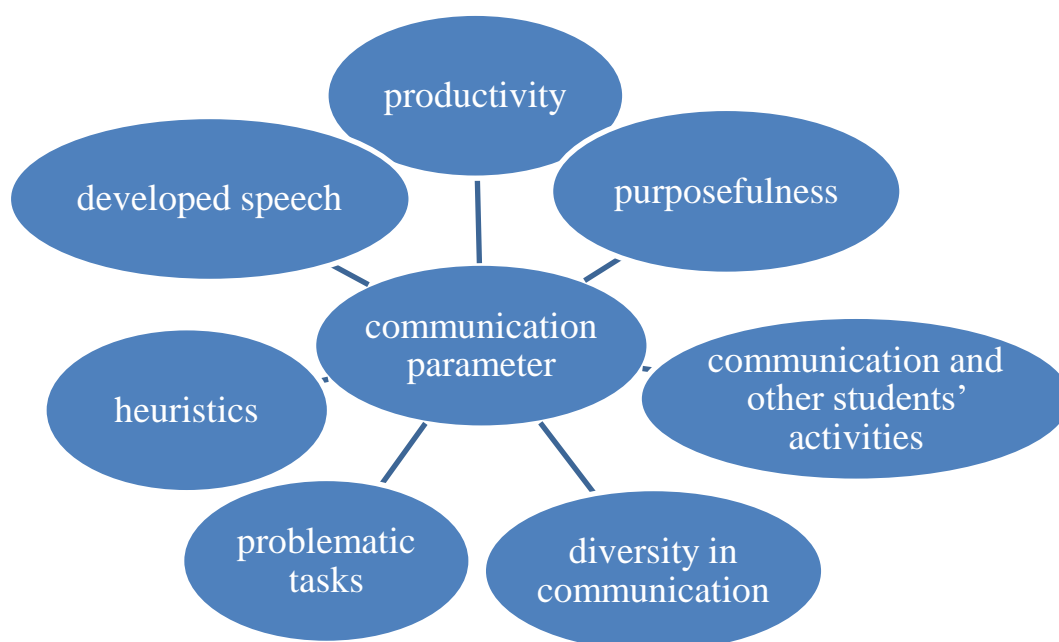 productivity
developed speech
purposefulness
communication
parameter
communication and
other students’
activities
heuristics
problematic
tasks
diversity in
communication